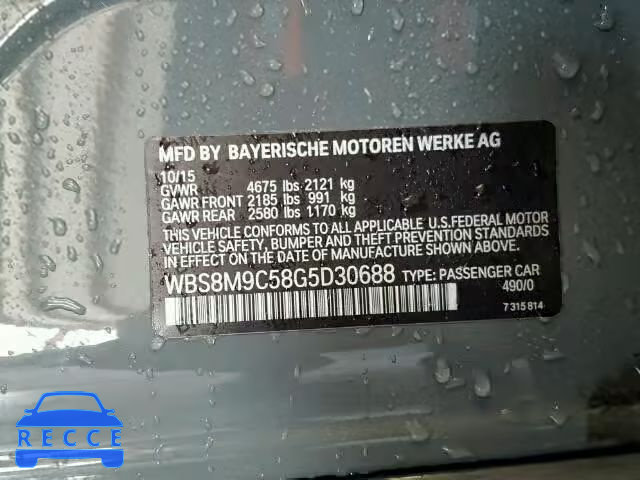 MFD BY BAYERISCHE MOTOREN WERKE AG
10/15
GVWR 4675 lbs 2121 kg
GAWR FRONT 2185 lbs 991 kg
GAWR REAR 2580 lbs 1170 kg
THIS VEHICLE CONFORMS TO ALL APPLICABLE U.S.FEDERAL MOTOR
VEHICLE SAFETY, BUMPER AND THEFT PREVENTION STANDARDS
IN EFFECT ON THE DATE OF MANUFACTURE SHOWN ABOVE.
WBS8M9C58G5D30688 TYPE: PASSENGER CAR
490/0
7 315 814
RECCE